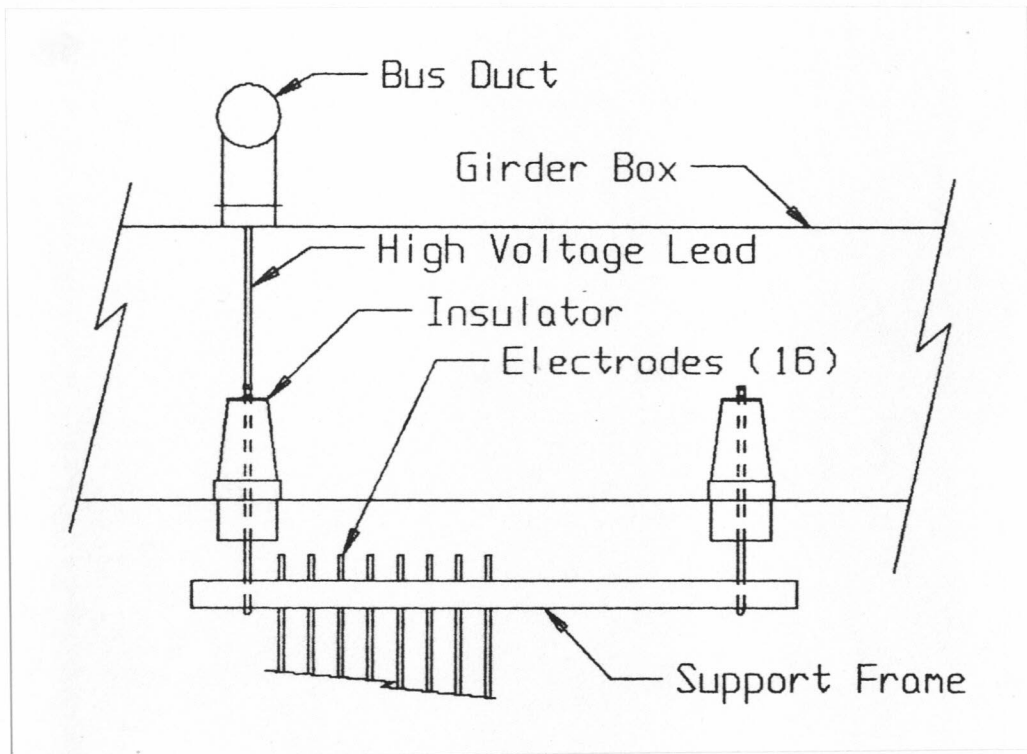 Bus Duct
Girder Box
High Voltage Lead
Insulator
Electrodes (16)
Support Frame